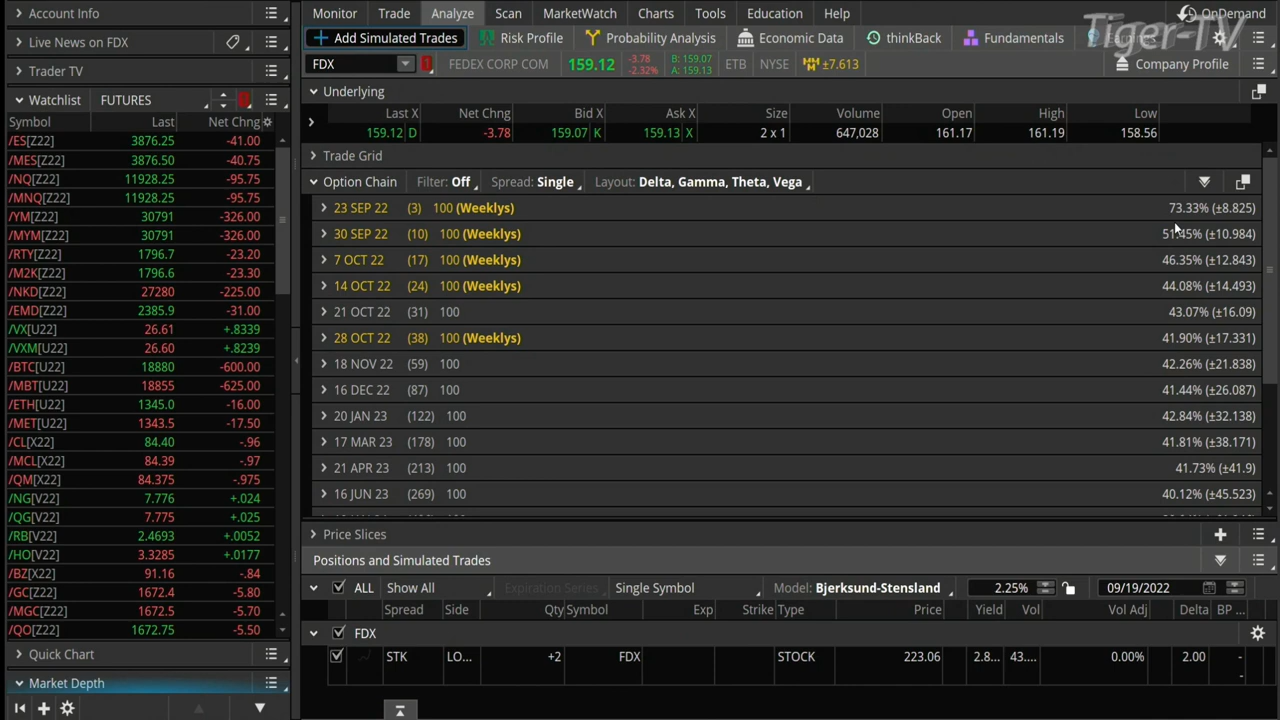 Account Info
Live News on FDX
Trader TV
Watchlist FUTURES
Symbol Last Net Chng
/ES[Z22] 3876.25 -41.00
/MES[Z22] 3876.50 -40.75
/NQ[Z22] 11928.25 -95.75
/MNQ[Z22] 11928.25 -95.75
/YM[Z22] 30791 -326.00
/MYM[Z22] 30791 -326.00
/RTY[Z22] 1796.7 -23.20
/M2K[Z22] 1796.6 -23.30
/NKD[Z22] 27280 -225.00
/EMD[Z22] 2385.9 -31.00
/VX[U22] 26.61 +.8339
/VXM[U22] 26.60 +.8239
/BTC[U22] 18880 -600.00
/MBT[U22] 18855 -625.00
/ETH[U22] 1345.0 -16.00
/MET[U22] 1343.5 -17.50
/CL[X22] 84.40 -.96
/MCL[X22] 84.39 -.97
/QM[X22] 84.375 -.975
/NG[V22] 7.776 +.024
/QG[V22] 7.775 +.025
/RB[V22] 2.4693 +.0052
/HO[V22] 3.3285 +.0177
/BZ[X22] 91.16 -.84
/GC[Z22] 1672.4 -5.80
/MGC[Z22] 1672.5 -5.70
/QO[Z22] 1672.75 -5.50
Quick Chart
Market Depth
Monitor Trade Analyze Scan MarketWatch Charts Tools Education Help OnDemand
Tiger-TV
Add Simulated Trades Risk Profile Probability Analysis Economic Data thinkBack Fundamentals
FDX 1 FEDEX CORP COM 159.12 -3.78 -2.32% B: 159.07 A: 159.13 ETB NYSE ±7.613 Company Profile
Underlying
Last X Net Chng Bid X Ask X Size Volume Open High Low
159.12 D -3.78 159.07 K 159.13 X 2 x 1 647,028 161.17 161.19 158.56
Trade Grid
Option Chain Filter: Off Spread: Single Layout: Delta, Gamma, Theta, Vega
23 SEP 22 (3) 100 (Weeklys) 73.33% (±8.825)
30 SEP 22 (10) 100 (Weeklys) 51.45% (±10.984)
7 OCT 22 (17) 100 (Weeklys) 46.35% (±12.843)
14 OCT 22 (24) 100 (Weeklys) 44.08% (±14.493)
21 OCT 22 (31) 100 43.07% (±16.09)
28 OCT 22 (38) 100 (Weeklys) 41.90% (±17.331)
18 NOV 22 (59) 100 42.26% (±21.838)
16 DEC 22 (87) 100 41.44% (±26.087)
20 JAN 23 (122) 100 42.84% (±32.138)
17 MAR 23 (178) 100 41.81% (±38.171)
21 APR 23 (213) 100 41.73% (±41.9)
16 JUN 23 (269) 100 40.12% (±45.523)
Price Slices
Positions and Simulated Trades
ALL Show All Expiration Series Single Symbol Model: Bjerksund-Stensland 2.25% 09/19/2022
Spread Side Qty Symbol Exp Strike Type Price Yield Vol Vol Adj Delta BP ...
FDX
STK LO... +2 FDX STOCK 223.06 2.8... 43.... 0.00% 2.00 -
-